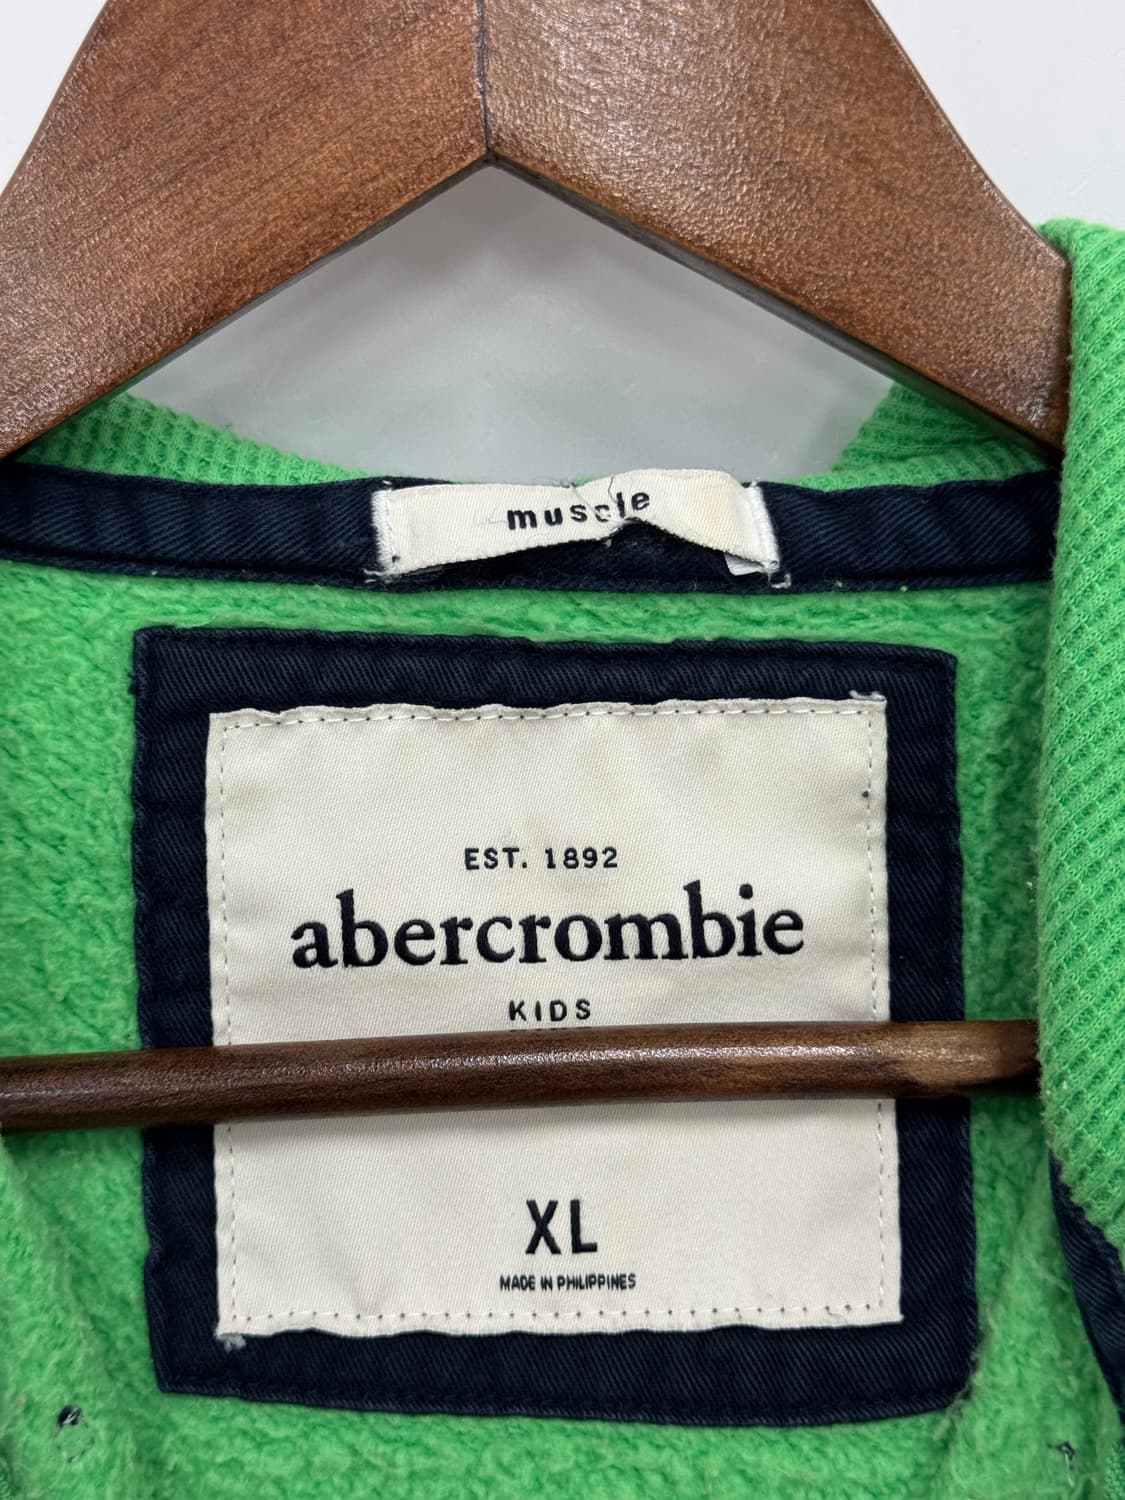 muscle
EST. 1892
abercrombie
KIDS
XL
MADE IN PHILIPPINES